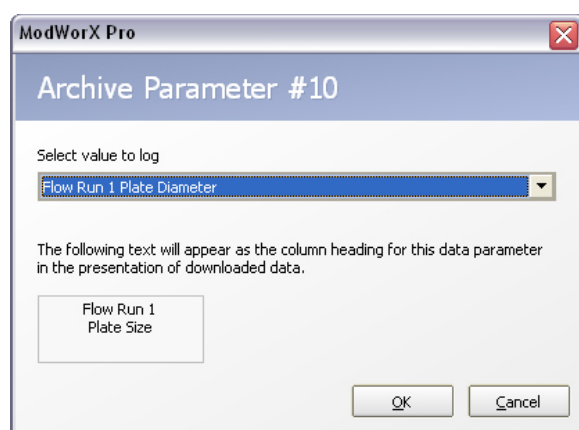 ModWorX Pro
Archive Parameter #10
Select value to log
Flow Run 1 Plate Diameter
The following text will appear as the column heading for this data parameter
in the presentation of downloaded data.
Flow Run 1
Plate Size
OK
Cancel